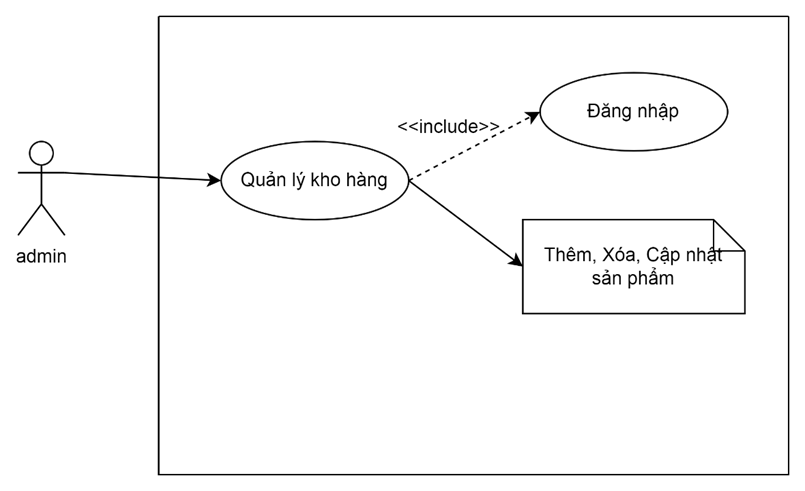 Đăng nhập
<<include>>
Quản lý kho hàng
admin
Thêm, Xóa, Cập nhật
sản phẩm